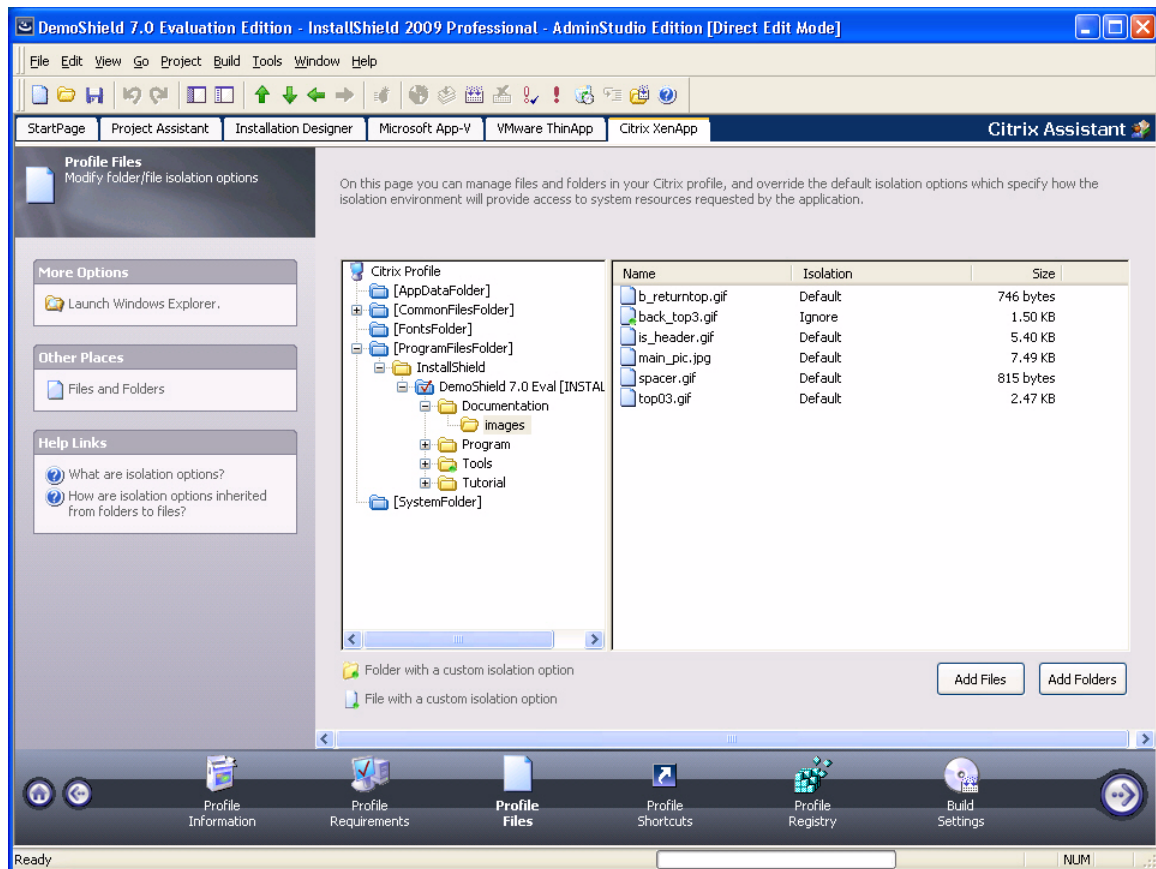 DemoShield 7.0 Evaluation Edition - InstallShield 2009 Professional - AdminStudio Edition [Direct Edit Mode]
File Edit View Go Project Build Tools Window Help
StartPage Project Assistant Installation Designer Microsoft App-V VMware ThinApp Citrix XenApp Citrix Assistant
Profile Files
Modify folder/file isolation options
On this page you can manage files and folders in your Citrix profile, and override the default isolation options which specify how the
isolation environment will provide access to system resources requested by the application.
More Options
Launch Windows Explorer.
Other Places
Files and Folders
Help Links
What are isolation options?
How are isolation options inherited
from folders to files?
Citrix Profile
[AppDataFolder]
[CommonFilesFolder]
[FontsFolder]
[ProgramFilesFolder]
InstallShield
DemoShield 7.0 Eval [INSTAL
Documentation
images
Program
Tools
Tutorial
[SystemFolder]
Name Isolation Size
b_returntop.gif Default 746 bytes
back_top3.gif Ignore 1.50 KB
is_header.gif Default 5.40 KB
main_pic.jpg Default 7.49 KB
spacer.gif Default 815 bytes
top03.gif Default 2.47 KB
Folder with a custom isolation option
File with a custom isolation option
Add Files Add Folders
Profile
Information
Profile
Requirements
Profile
Files
Profile
Shortcuts
Profile
Registry
Build
Settings
Ready NUM